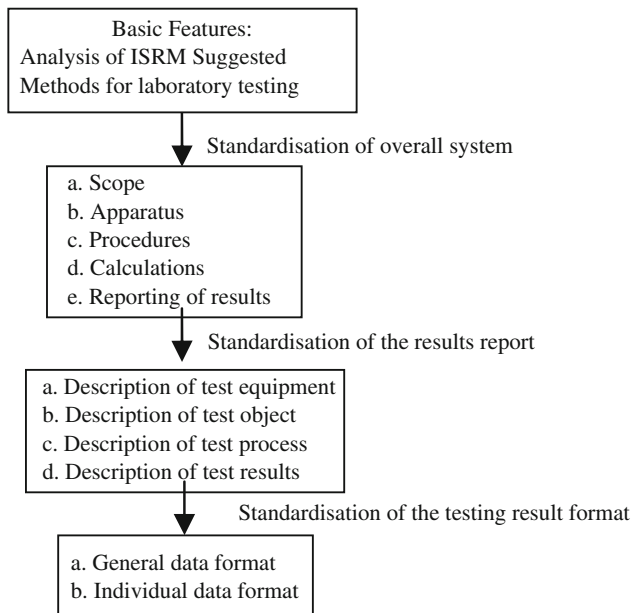 Basic Features:
Analysis of ISRM Suggested
Methods for laboratory testing
Standardisation of overall system
a. Scope
b. Apparatus
c. Procedures
d. Calculations
e. Reporting of results
Standardisation of the results report
a. Description of test equipment
b. Description of test object
c. Description of test process
d. Description of test results
Standardisation of the testing result format
a. General data format
b. Individual data format